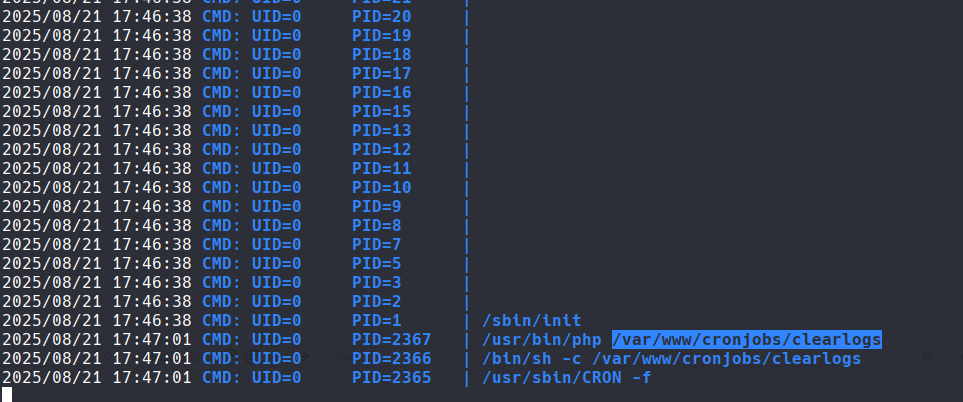 2025/08/21 17:46:38 CMD: UID=0     PID=21     |
2025/08/21 17:46:38 CMD: UID=0     PID=20     |
2025/08/21 17:46:38 CMD: UID=0     PID=19     |
2025/08/21 17:46:38 CMD: UID=0     PID=18     |
2025/08/21 17:46:38 CMD: UID=0     PID=17     |
2025/08/21 17:46:38 CMD: UID=0     PID=16     |
2025/08/21 17:46:38 CMD: UID=0     PID=15     |
2025/08/21 17:46:38 CMD: UID=0     PID=13     |
2025/08/21 17:46:38 CMD: UID=0     PID=12     |
2025/08/21 17:46:38 CMD: UID=0     PID=11     |
2025/08/21 17:46:38 CMD: UID=0     PID=10     |
2025/08/21 17:46:38 CMD: UID=0     PID=9      |
2025/08/21 17:46:38 CMD: UID=0     PID=8      |
2025/08/21 17:46:38 CMD: UID=0     PID=7      |
2025/08/21 17:46:38 CMD: UID=0     PID=5      |
2025/08/21 17:46:38 CMD: UID=0     PID=3      |
2025/08/21 17:46:38 CMD: UID=0     PID=2      |
2025/08/21 17:46:38 CMD: UID=0     PID=1      | /sbin/init
2025/08/21 17:47:01 CMD: UID=0     PID=2367   | /usr/bin/php /var/www/cronjobs/clearlogs
2025/08/21 17:47:01 CMD: UID=0     PID=2366   | /bin/sh -c /var/www/cronjobs/clearlogs
2025/08/21 17:47:01 CMD: UID=0     PID=2365   | /usr/sbin/CRON -f